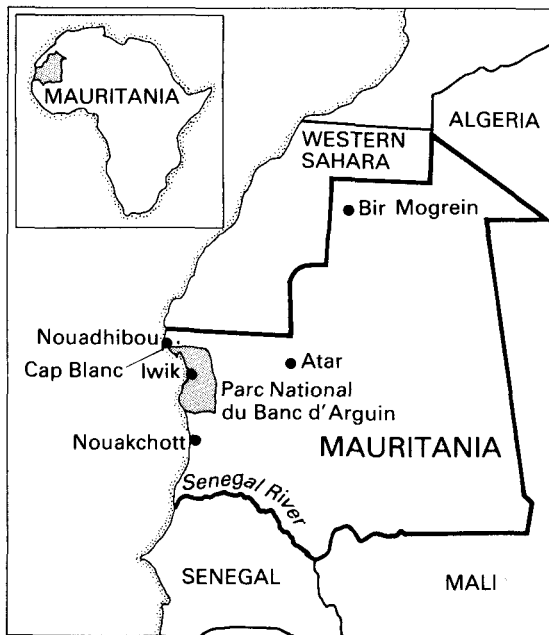 MAURITANIA
ALGERIA
WESTERN
SAHARA
Bir Mogrein
Nouadhibou
Cap Blanc
Iwik
Atar
Parc National
du Banc d'Arguin
Nouakchott
MAURITANIA
Senegal River
SENEGAL
MALI